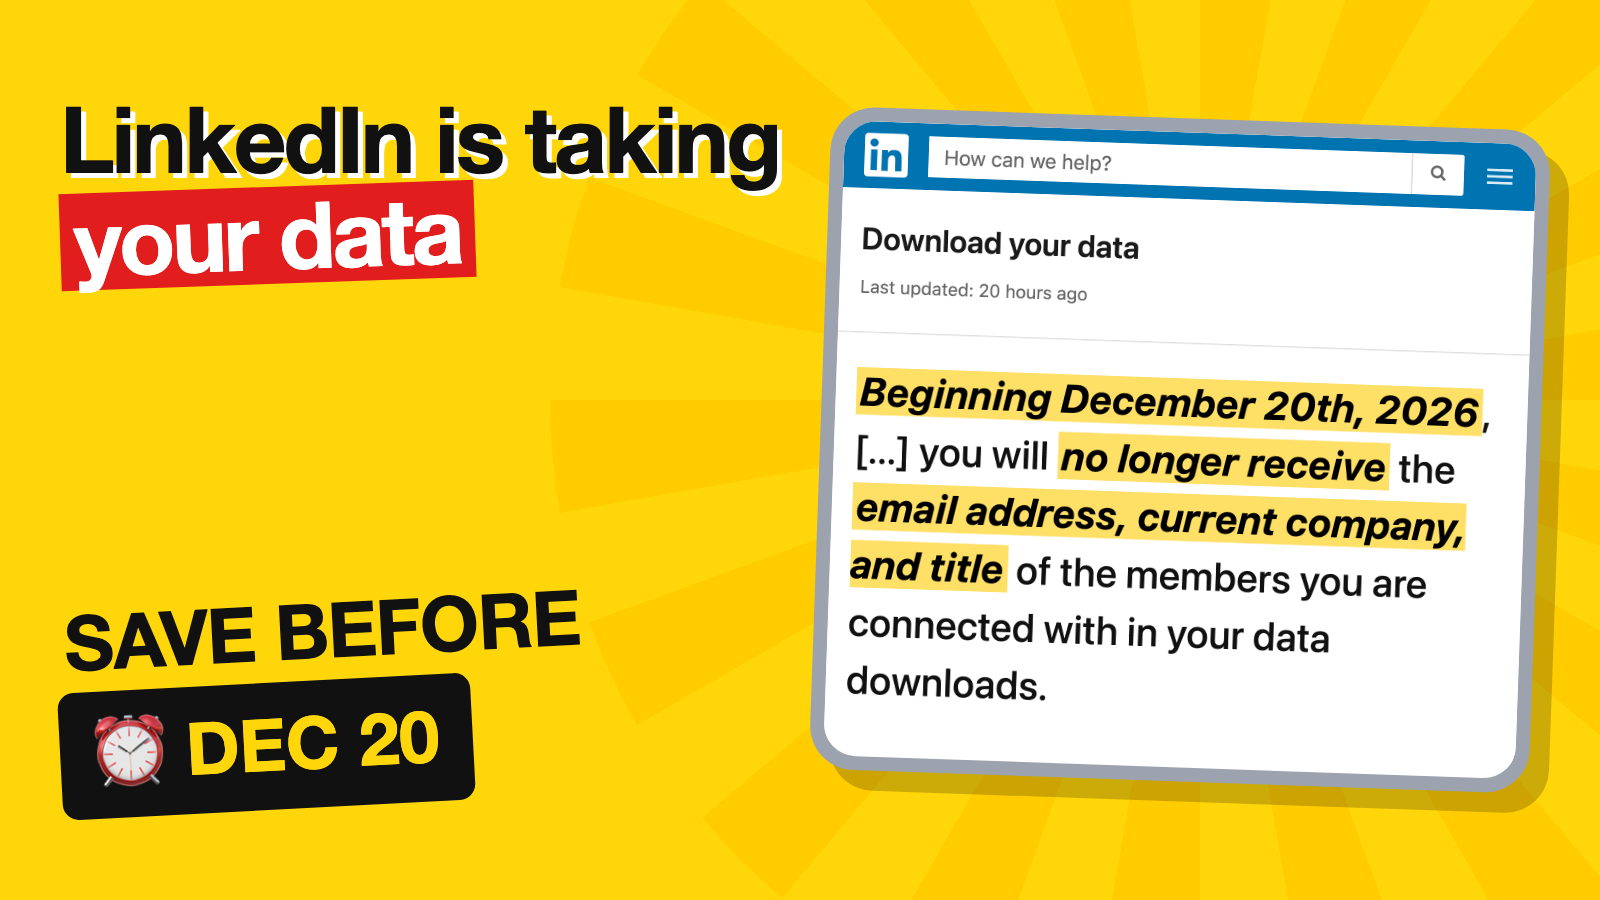 LinkedIn is taking
your data
SAVE BEFORE
DEC 20
in
How can we help?
Download your data
Last updated: 20 hours ago
Beginning December 20th, 2026,
[...] you will no longer receive the
email address, current company,
and title of the members you are
connected with in your data
downloads.